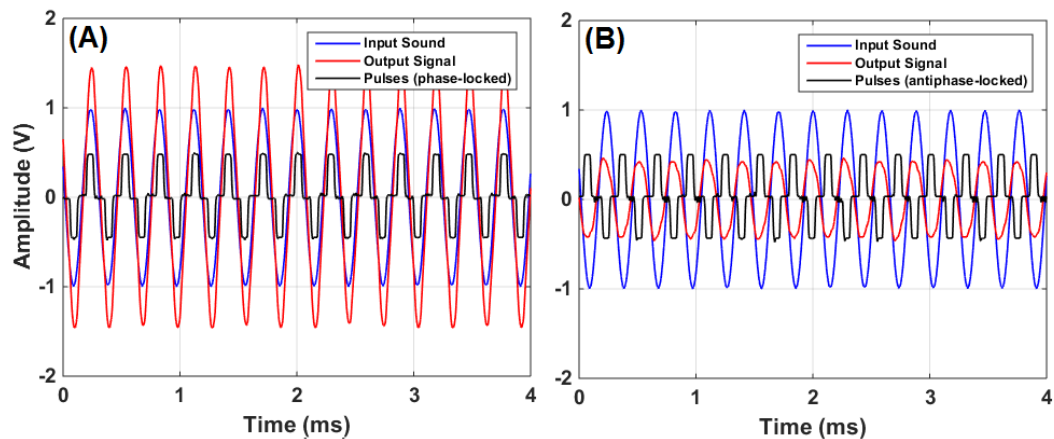 (A)
Input Sound
Output Signal
Pulses (phase-locked)
2
1
0
-1
-2
Amplitude (V)
0
1
2
3
4
Time (ms)
(B)
Input Sound
Output Signal
Pulses (antiphase-locked)
2
1
0
-1
-2
0
1
2
3
4
Time (ms)